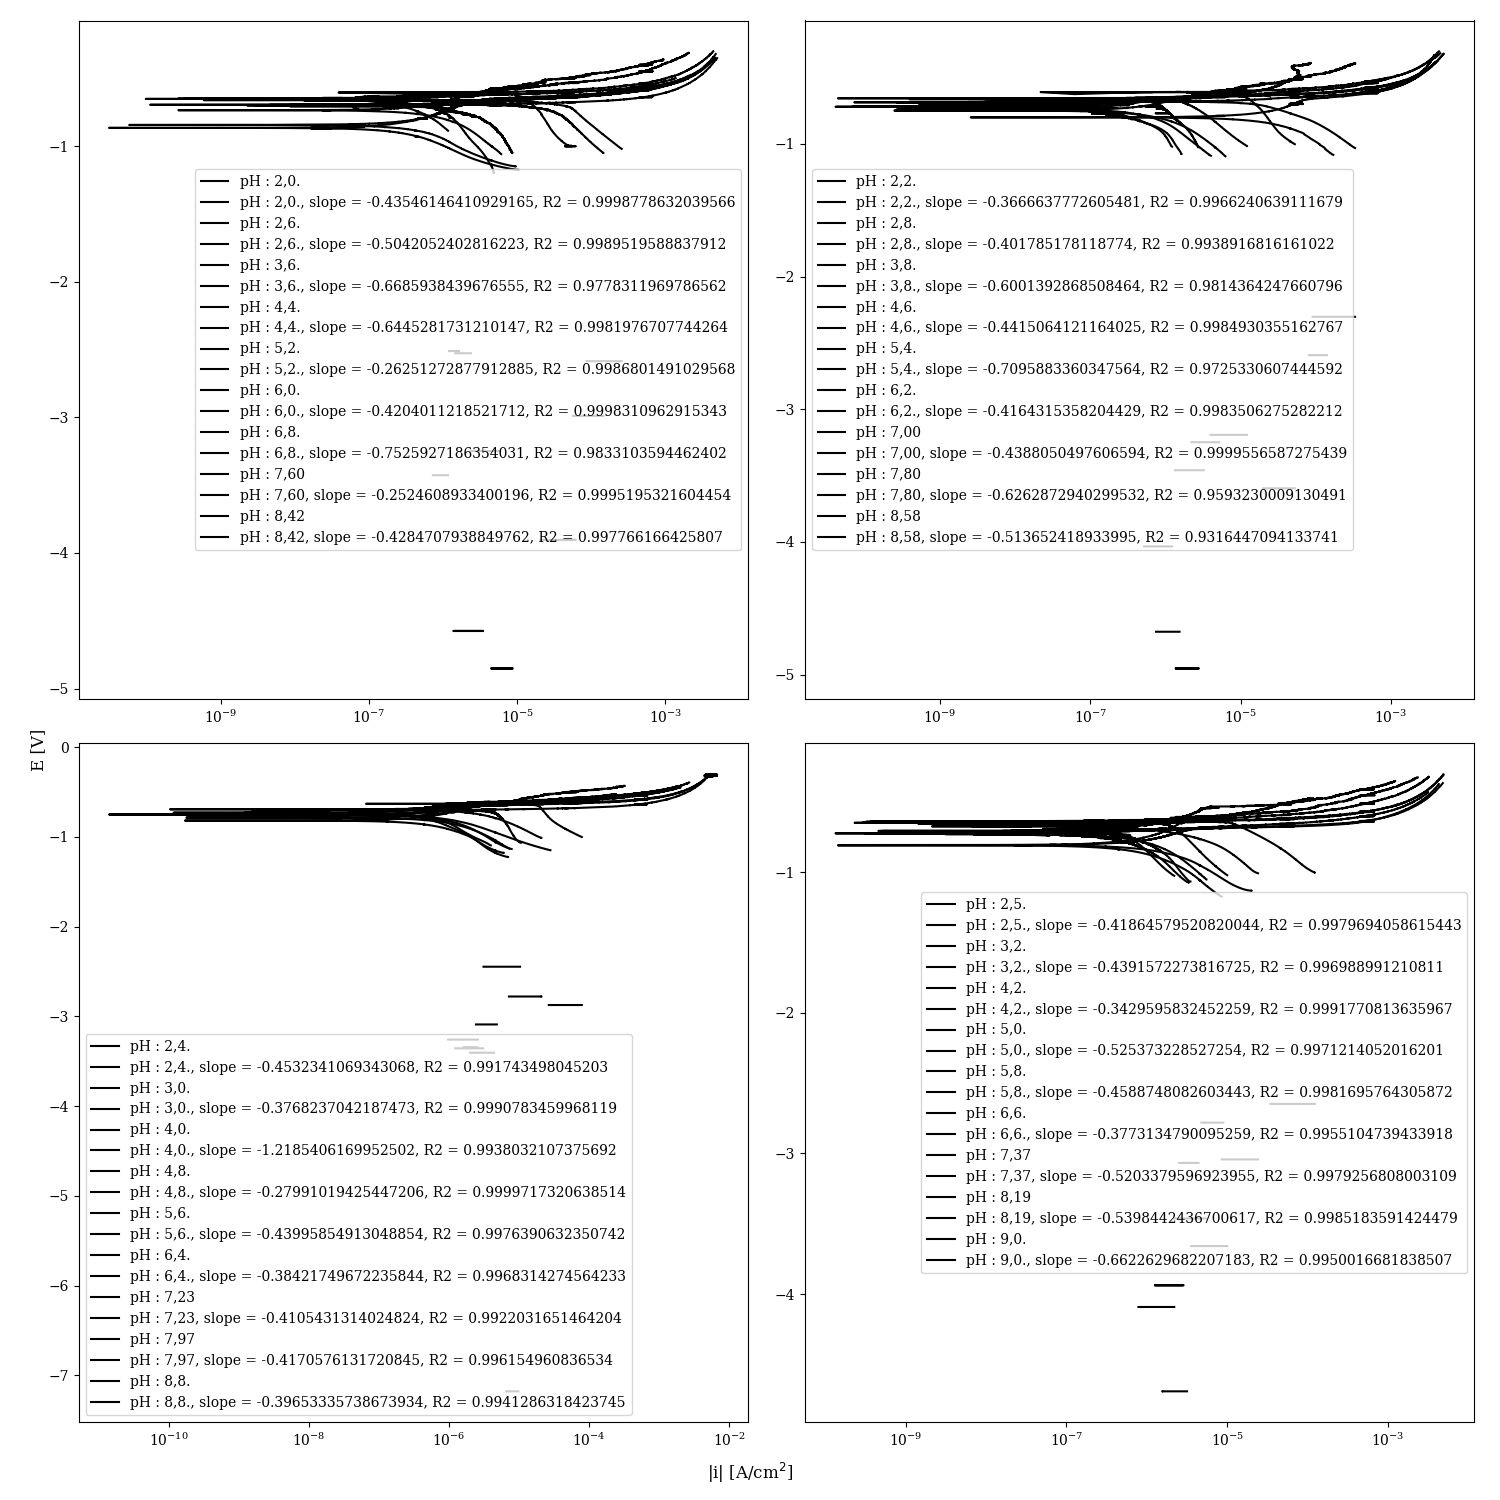 −1
−2
−3
−4
−5
10⁻⁹
10⁻⁷
10⁻⁵
10⁻³
pH : 2,0.
pH : 2,0., slope = -0.43546146410929165, R2 = 0.9998778632039566
pH : 2,6.
pH : 2,6., slope = -0.5042052402816223, R2 = 0.9989519588837912
pH : 3,6.
pH : 3,6., slope = -0.6685938439676555, R2 = 0.9778311969786562
pH : 4,4.
pH : 4,4., slope = -0.6445281731210147, R2 = 0.9981976707744264
pH : 5,2.
pH : 5,2., slope = -0.26251272877912885, R2 = 0.9986801491029568
pH : 6,0.
pH : 6,0., slope = -0.4204011218521712, R2 = 0.9998310962915343
pH : 6,8.
pH : 6,8., slope = -0.7525927186354031, R2 = 0.9833103594462402
pH : 7,60
pH : 7,60, slope = -0.2524608933400196, R2 = 0.9995195321604454
pH : 8,42
pH : 8,42, slope = -0.4284707938849762, R2 = 0.997766166425807
−1
−2
−3
−4
−5
10⁻⁹
10⁻⁷
10⁻⁵
10⁻³
pH : 2,2.
pH : 2,2., slope = -0.3666637772605481, R2 = 0.9966240639111679
pH : 2,8.
pH : 2,8., slope = -0.401785178118774, R2 = 0.9938916816161022
pH : 3,8.
pH : 3,8., slope = -0.6001392868508464, R2 = 0.9814364247660796
pH : 4,6.
pH : 4,6., slope = -0.4415064121164025, R2 = 0.9984930355162767
pH : 5,4.
pH : 5,4., slope = -0.7095883360347564, R2 = 0.9725330607444592
pH : 6,2.
pH : 6,2., slope = -0.4164315358204429, R2 = 0.9983506275282212
pH : 7,00
pH : 7,00, slope = -0.4388050497606594, R2 = 0.9999556587275439
pH : 7,80
pH : 7,80, slope = -0.6262872940299532, R2 = 0.9593230009130491
pH : 8,58
pH : 8,58, slope = -0.513652418933995, R2 = 0.9316447094133741
E [V]
0
−1
−2
−3
−4
−5
−6
−7
10⁻¹⁰
10⁻⁸
10⁻⁶
10⁻⁴
10⁻²
pH : 2,4.
pH : 2,4., slope = -0.4532341069343068, R2 = 0.991743498045203
pH : 3,0.
pH : 3,0., slope = -0.3768237042187473, R2 = 0.9990783459968119
pH : 4,0.
pH : 4,0., slope = -1.2185406169952502, R2 = 0.9938032107375692
pH : 4,8.
pH : 4,8., slope = -0.27991019425447206, R2 = 0.9999717320638514
pH : 5,6.
pH : 5,6., slope = -0.43995854913048854, R2 = 0.9976390632350742
pH : 6,4.
pH : 6,4., slope = -0.38421749672235844, R2 = 0.9968314274564233
pH : 7,23
pH : 7,23, slope = -0.4105431314024824, R2 = 0.9922031651464204
pH : 7,97
pH : 7,97, slope = -0.4170576131720845, R2 = 0.996154960836534
pH : 8,8.
pH : 8,8., slope = -0.39653335738673934, R2 = 0.9941286318423745
−1
−2
−3
−4
10⁻⁹
10⁻⁷
10⁻⁵
10⁻³
pH : 2,5.
pH : 2,5., slope = -0.41864579520820044, R2 = 0.9979694058615443
pH : 3,2.
pH : 3,2., slope = -0.4391572273816725, R2 = 0.996988991210811
pH : 4,2.
pH : 4,2., slope = -0.3429595832452259, R2 = 0.9991770813635967
pH : 5,0.
pH : 5,0., slope = -0.525373228527254, R2 = 0.9971214052016201
pH : 5,8.
pH : 5,8., slope = -0.4588748082603443, R2 = 0.9981695764305872
pH : 6,6.
pH : 6,6., slope = -0.3773134790095259, R2 = 0.9955104739433918
pH : 7,37
pH : 7,37, slope = -0.5203379596923955, R2 = 0.9979256808003109
pH : 8,19
pH : 8,19, slope = -0.5398442436700617, R2 = 0.9985183591424479
pH : 9,0.
pH : 9,0., slope = -0.6622629682207183, R2 = 0.9950016681838507
|i| [A/cm²]